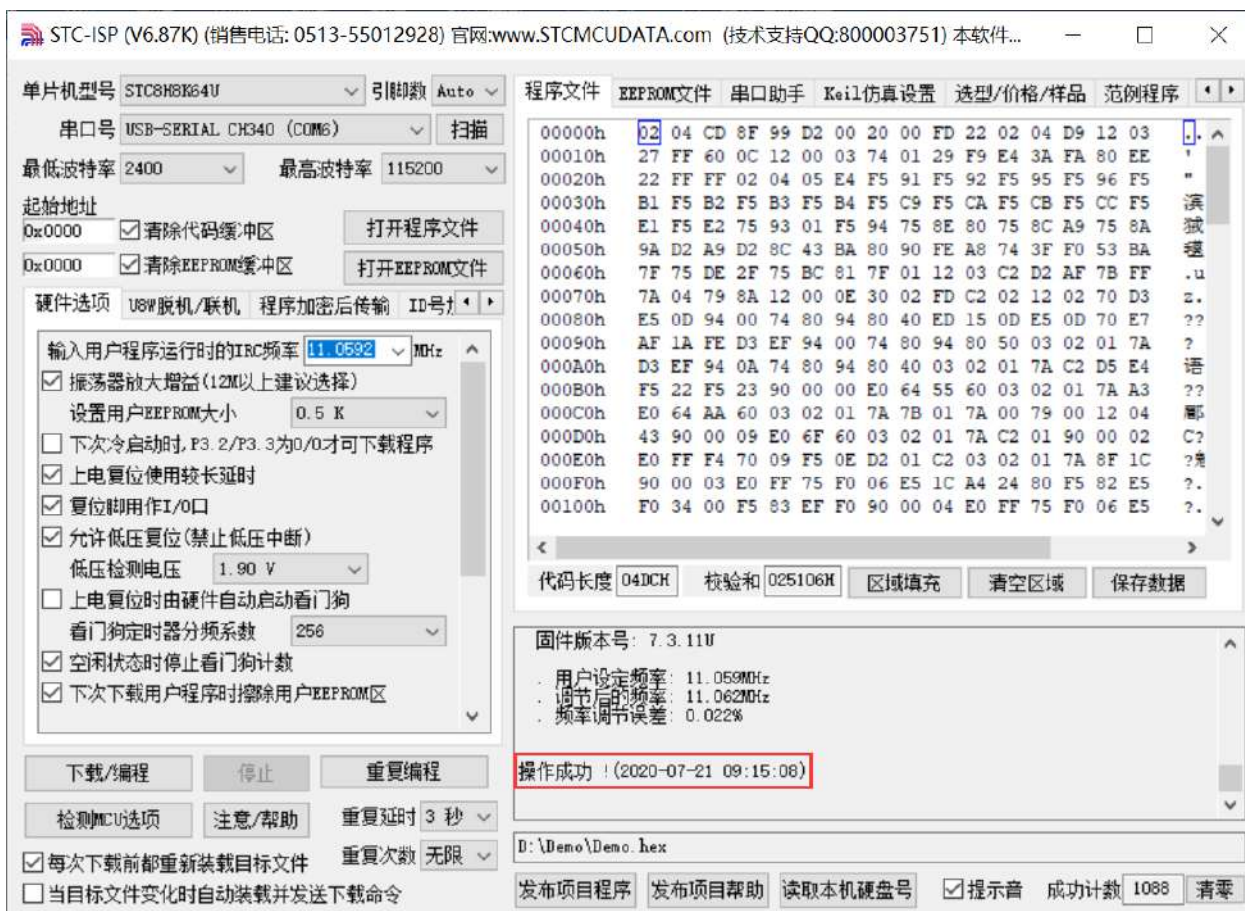 STC-ISP (V6.87K) (销售电话: 0513-55012928) 官网:www.STCMCUDATA.com (技术支持QQ:800003751) 本软件...
单片机型号 STC8H8K64U 引脚数 Auto
串口号 USB-SERIAL CH340 (COM6) 扫描
最低波特率 2400 最高波特率 115200
起始地址
0x0000 清除代码缓冲区 打开程序文件
0x0000 清除EEPROM缓冲区 打开EEPROM文件
硬件选项 U8W脱机/联机 程序加密后传输
输入用户程序运行时的IRC频率 11.0592 MHz
振荡器放大增益(12M以上建议选择)
设置用户EEPROM大小 0.5 K
下次冷启动时,P3.2/P3.3为0/0才可下载程序
上电复位使用较长延时
复位脚用作I/O口
允许低压复位(禁止低压中断)
低压检测电压 1.90 V
上电复位时由硬件自动启动看门狗
看门狗定时器分频系数 256
空闲状态时停止看门狗计数
下次下载用户程序时擦除用户EEPROM区
下载/编程 停止 重复编程
检测MCU选项 注意/帮助 重复延时 3 秒
重复次数 无限
每次下载前都重新装载目标文件
当目标文件变化时自动装载并发送下载命令
程序文件 EEPROM文件 串口助手 Keil仿真设置 选型/价格/样品 范例程序
00000h 02 04 CD 8F 99 D2 00 20 00 FD 22 02 04 D9 12 03 ..
00010h 27 FF 60 0C 12 00 03 74 01 29 F9 E4 3A FA 80 EE '
00020h 22 FF FF 02 04 05 E4 F5 91 F5 92 F5 95 F5 96 F5 "
00030h B1 F5 B2 F5 B3 F5 B4 F5 C9 F5 CA F5 CB F5 CC F5
00040h E1 F5 E2 75 93 01 F5 94 75 8E 80 75 8C A9 75 8A
00050h 9A D2 A9 D2 8C 43 BA 80 90 FE A8 74 3F F0 53 BA
00060h 7F 75 DE 2F 75 BC 81 7F 01 12 03 C2 D2 AF 7B FF .u
00070h 7A 04 79 8A 12 00 0E 30 02 FD C2 02 12 02 70 D3 z.
00080h E5 0D 94 00 74 80 94 80 40 ED 15 0D E5 0D 70 E7 ??
00090h AF 1A FE D3 EF 94 00 74 80 94 80 50 03 02 01 7A ?
000A0h D3 EF 94 0A 74 80 94 80 40 03 02 01 7A C2 D5 E4 语
000B0h F5 22 F5 23 90 00 00 E0 64 55 60 03 02 01 7A A3 ??
000C0h E0 64 AA 60 03 02 01 7A 7B 01 7A 00 79 00 12 04
000D0h 43 90 00 09 E0 6F 60 03 02 01 7A C2 01 90 00 02 C?
000E0h E0 FF F4 70 09 F5 0E D2 01 C2 03 02 01 7A 8F 1C
000F0h 90 00 03 E0 FF 75 F0 06 E5 1C A4 24 80 F5 82 E5 ?.
00100h F0 34 00 F5 83 EF F0 90 00 04 E0 FF 75 F0 06 E5 ?.
代码长度 04DCH 校验和 025106H 区域填充 清空区域 保存数据
固件版本号: 7.3.11U
. 用户设定频率: 11.059MHz
. 调节后的频率: 11.062MHz
. 频率调节误差: 0.022%
操作成功 !(2020-07-21 09:15:08)
D:\Demo\Demo.hex
发布项目程序 发布项目帮助 读取本机硬盘号 提示音 成功计数 1088 清零